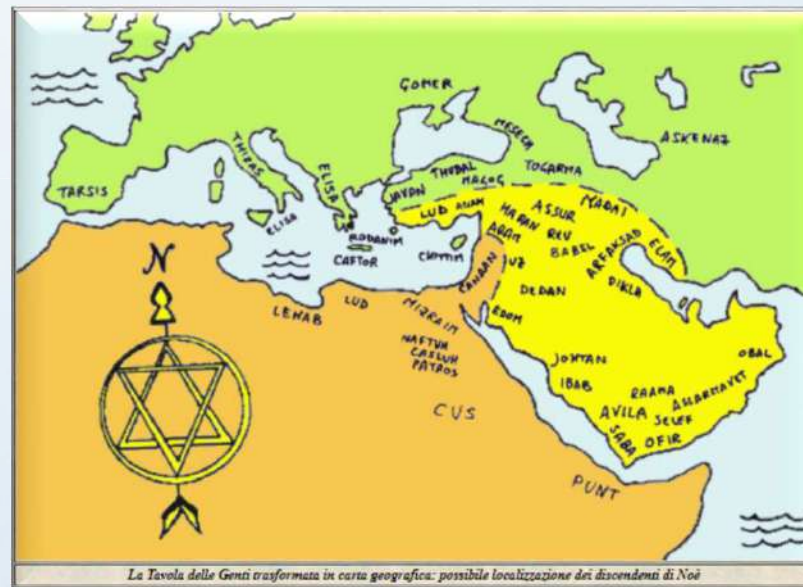 GOMER
MESECH
ASKENAZ
THIRAS
ELISA
THUBAL
MAGOG
TOGARMA
TARSIS
JAVAN
LUD
ANAM
MADAI
ELISA
RODANIM
CAFTOR
CHITTIM
HARAN
ARAM
ASSUR
REU
BABEL
ARFAKSAD
ELAM
CANAAN
UZ
DEDAN
DIKLA
N
LEHAB
LUD
MIZRAIM
EDOM
NAFTUH
CASLUH
PATROS
JOKTAN
OBAL
IBAB
RAAMA
ASARMAVET
AVILA
SELEF
CUS
SABA
OFIR
PUNT
La Tavola delle Genti trasformata in carta geografica: possibile localizzazione dei discendenti di Noè